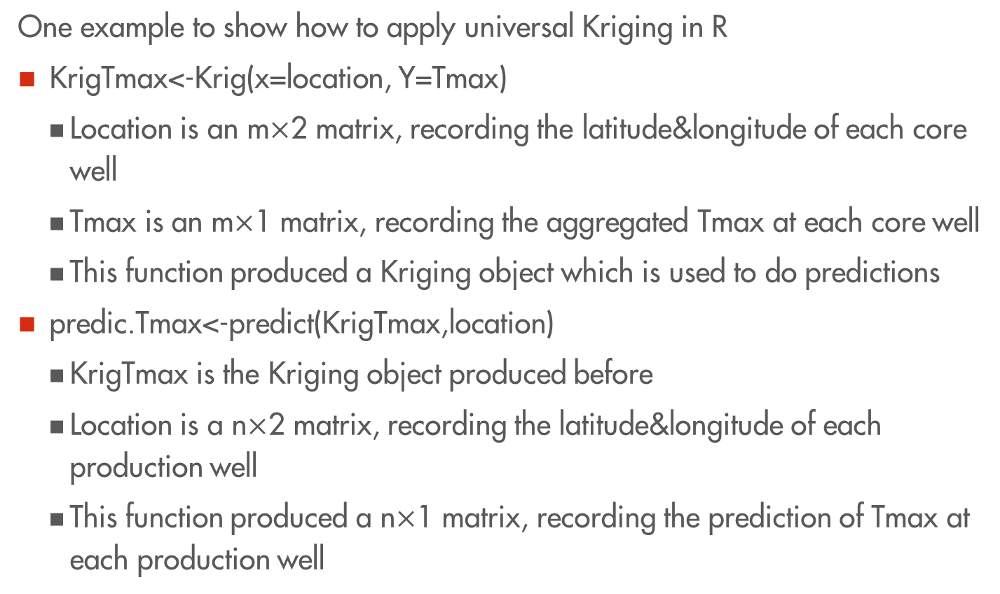 One example to show how to apply universal Kriging in R
KrigTmax<-Krig(x=location, Y=Tmax)
Location is an m×2 matrix, recording the latitude&longitude of each core
well
Tmax is an m×1 matrix, recording the aggregated Tmax at each core well
This function produced a Kriging object which is used to do predictions
predic.Tmax<-predict(KrigTmax,location)
KrigTmax is the Kriging object produced before
Location is a n×2 matrix, recording the latitude&longitude of each
production well
This function produced a n×1 matrix, recording the prediction of Tmax at
each production well